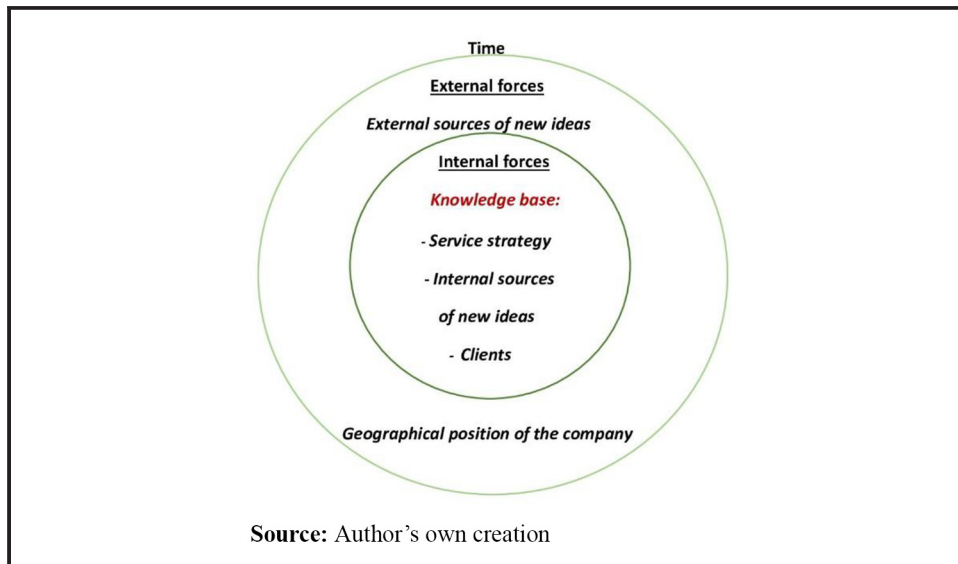 Time
External forces
External sources of new ideas
Internal forces
Knowledge base:
- Service strategy
- Internal sources
of new ideas
- Clients
Geographical position of the company
Source: Author’s own creation